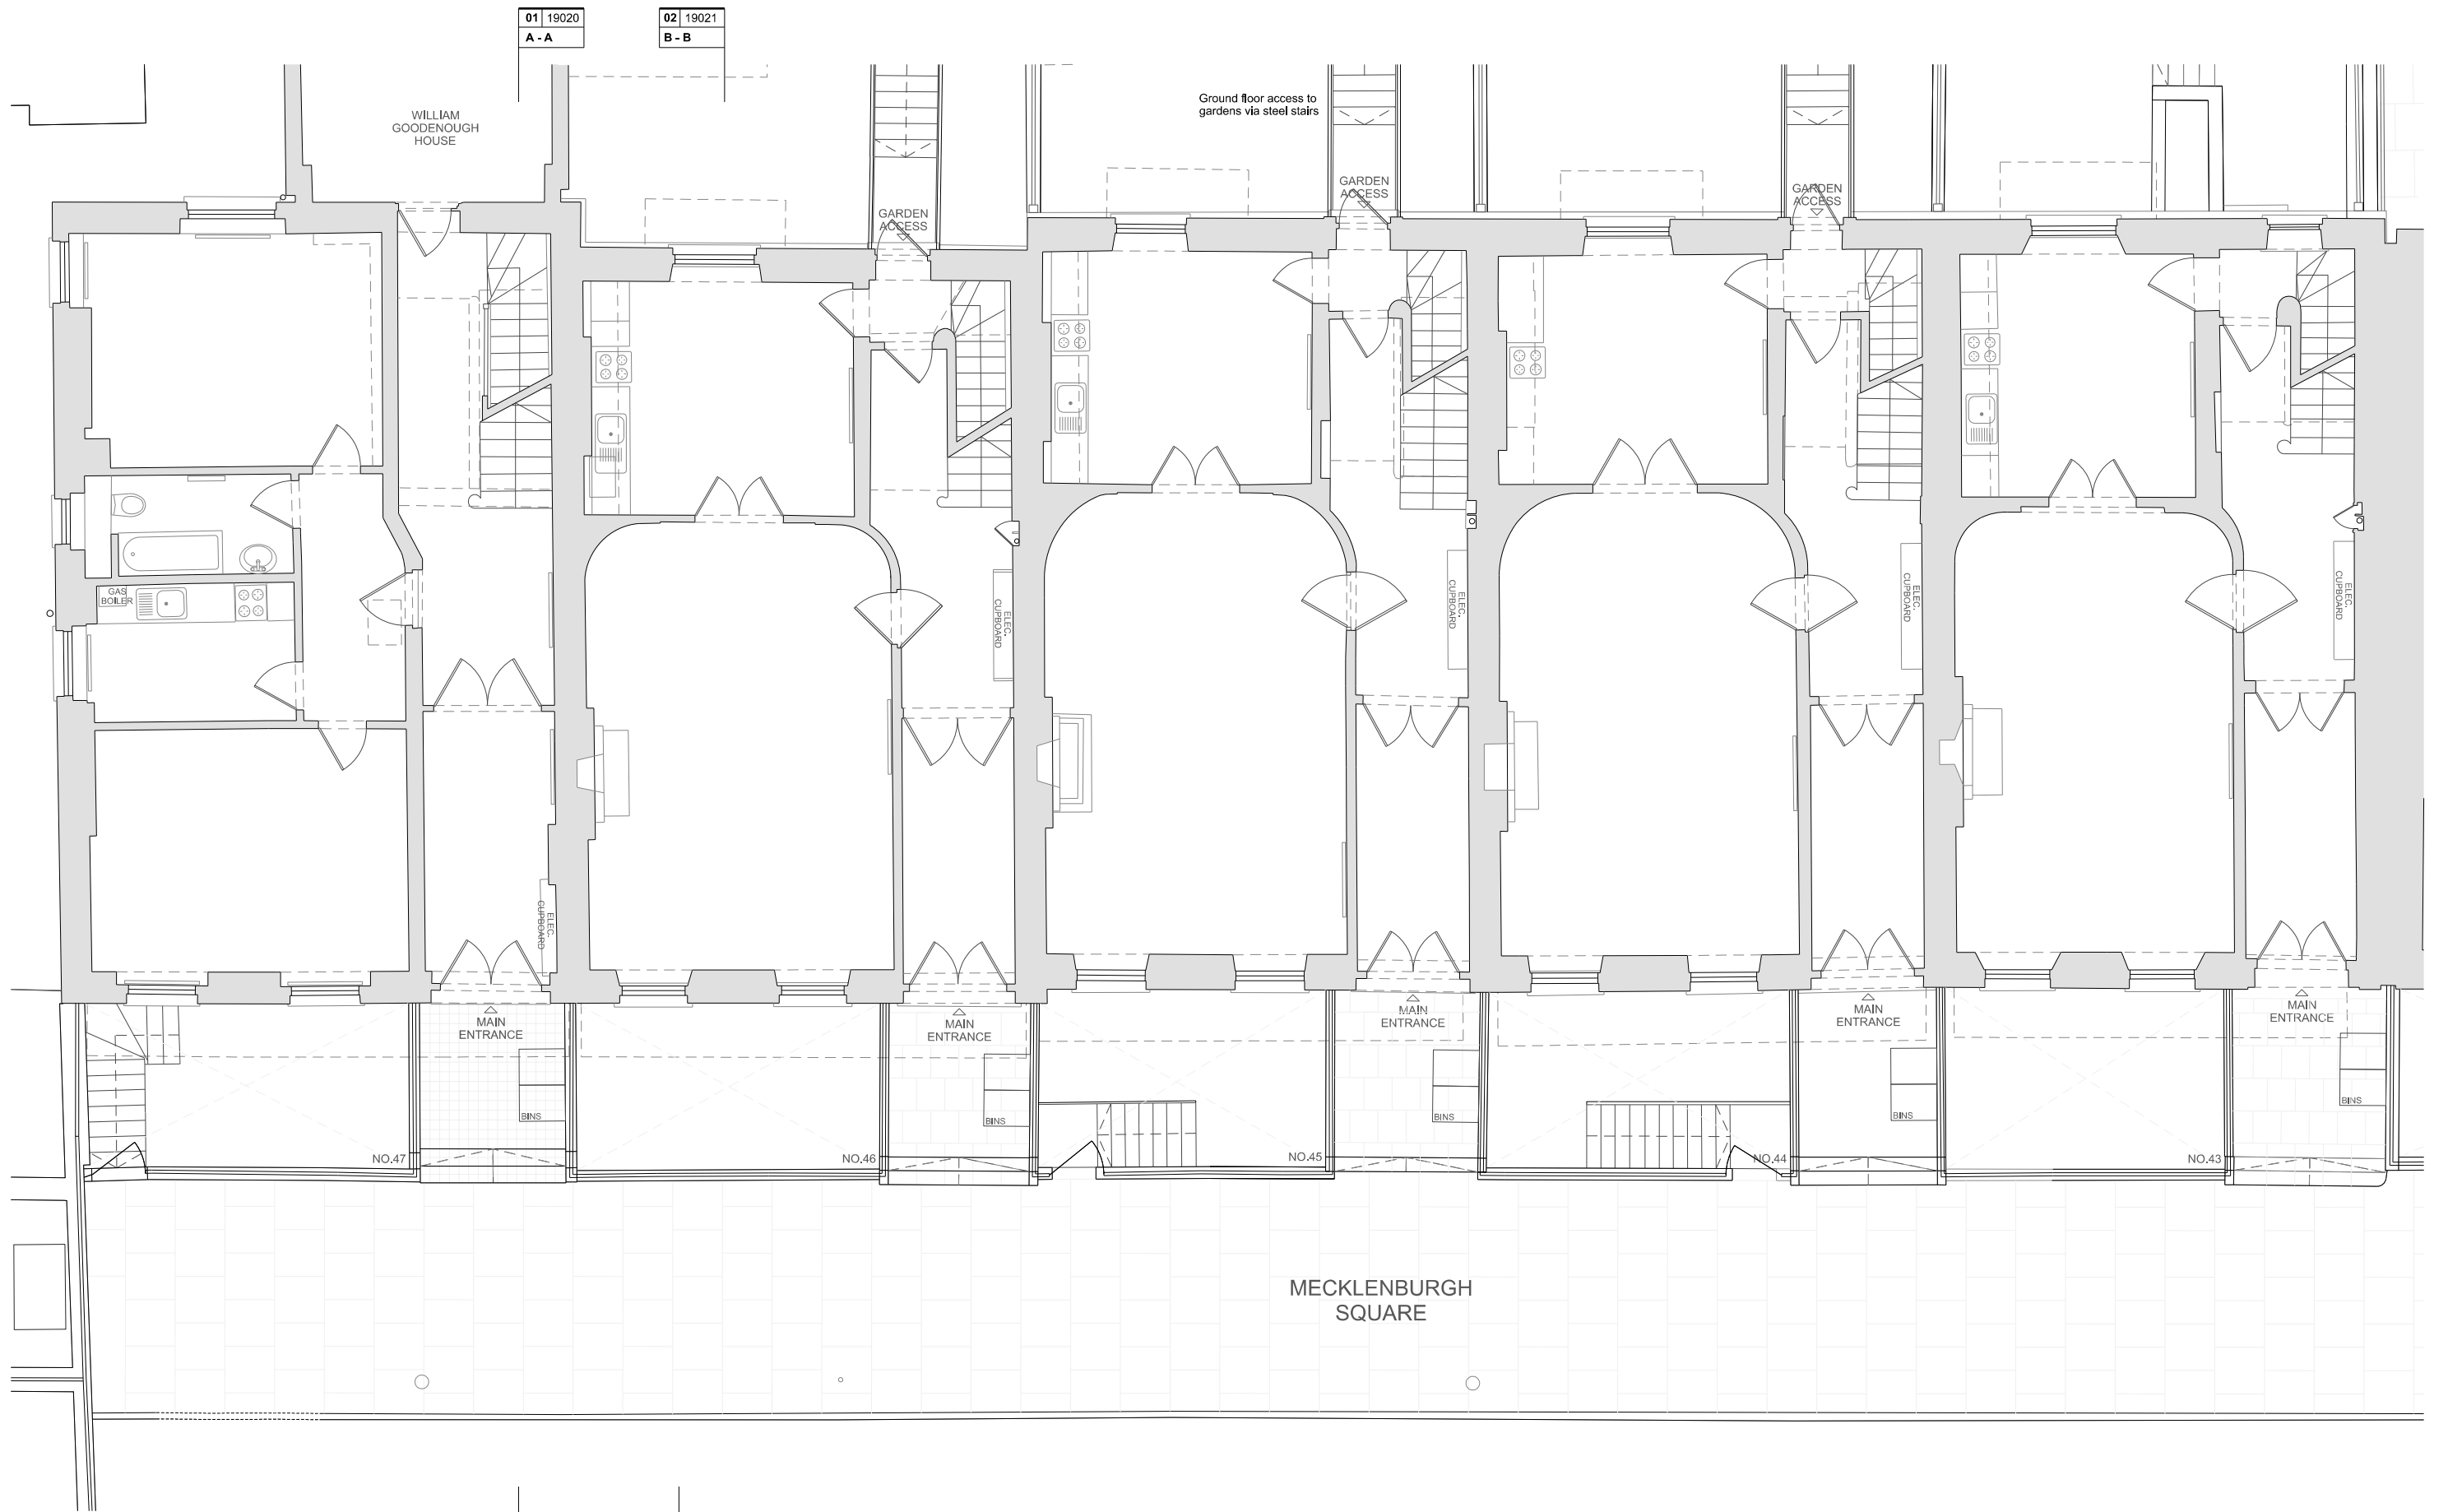 01 19020
A - A
02 19021
B - B
WILLIAM
GOODENOUGH
HOUSE
Ground floor access to
gardens via steel stairs
GARDEN
ACCESS
GARDEN
ACCESS
GARDEN
ACCESS
GAS
BOILER
ELEC.
CUPBOARD
ELEC.
CUPBOARD
ELEC.
CUPBOARD
ELEC.
CUPBOARD
ELEC.
CUPBOARD
MAIN
ENTRANCE
MAIN
ENTRANCE
MAIN
ENTRANCE
MAIN
ENTRANCE
MAIN
ENTRANCE
BINS
BINS
BINS
BINS
BINS
NO.47
NO.46
NO.45
NO.44
NO.43
MECKLENBURGH
SQUARE